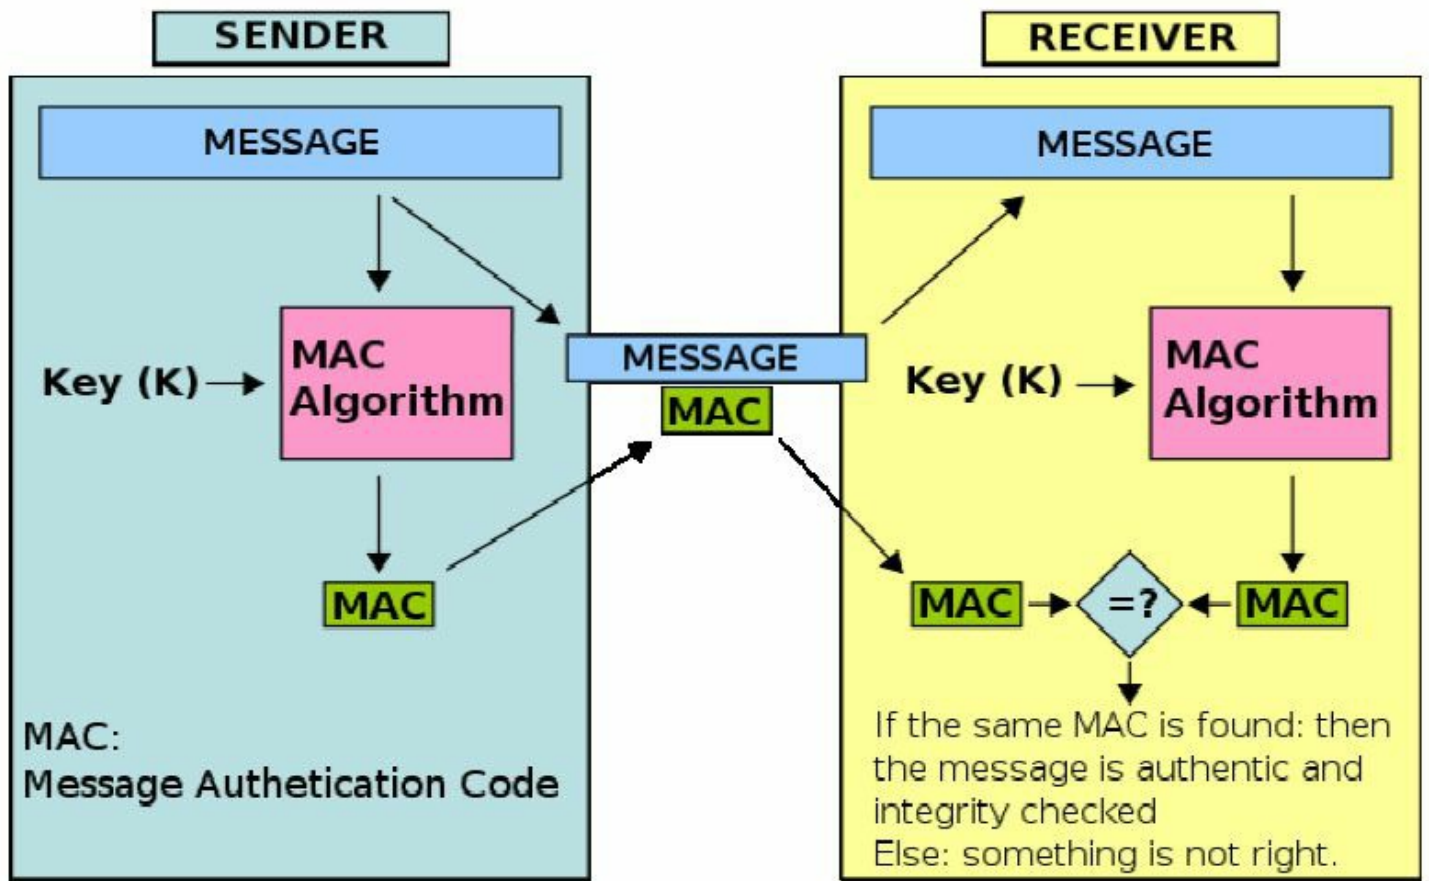 SENDER
MESSAGE
Key (K)
MAC
Algorithm
MAC
MAC:
Message Authetication Code
MESSAGE
MAC
RECEIVER
MESSAGE
Key (K)
MAC
Algorithm
MAC
=?
MAC
If the same MAC is found: then
the message is authentic and
integrity checked
Else: something is not right.